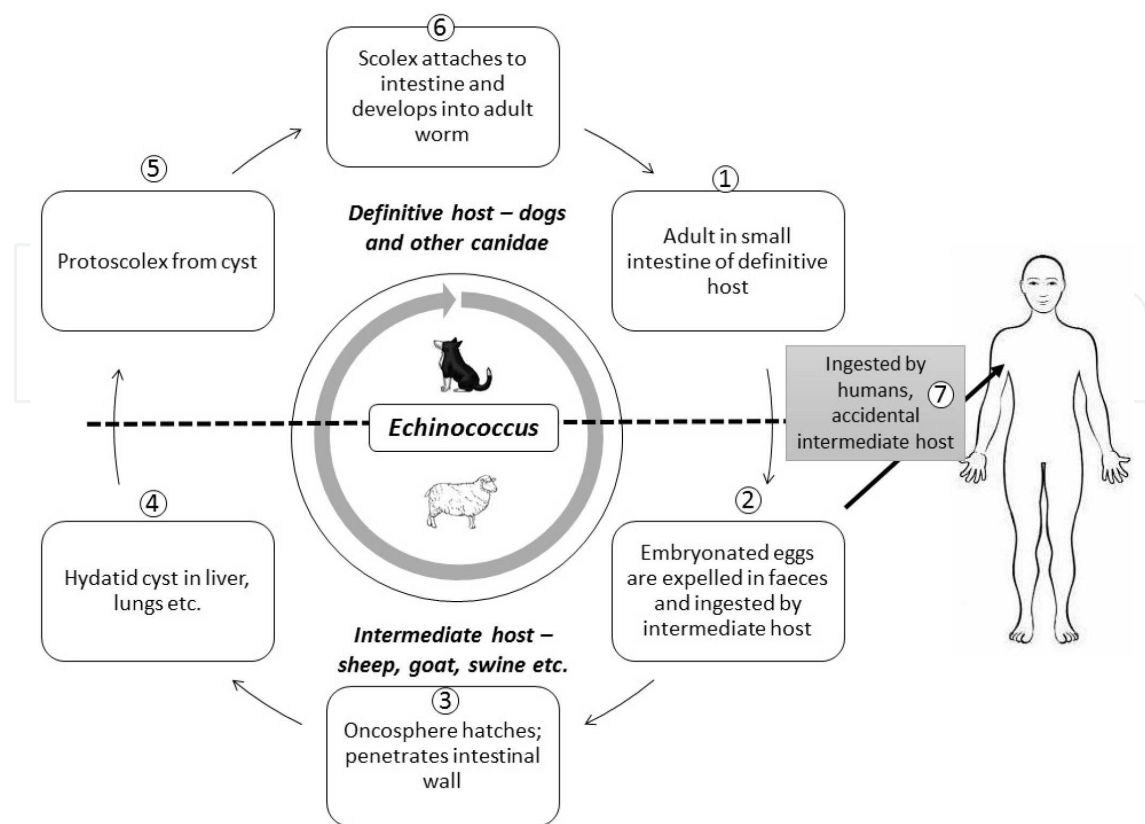 6
Scolex attaches to
intestine and
develops into adult
worm
5
Protoscolex from cyst
Definitive host – dogs
and other canidae
1
Adult in small
intestine of definitive
host
Ingested by
humans,
accidental
intermediate host
7
Echinococcus
4
Hydatid cyst in liver,
lungs etc.
2
Embryonated eggs
are expelled in faeces
and ingested by
intermediate host
Intermediate host –
sheep, goat, swine etc.
3
Oncosphere hatches;
penetrates intestinal
wall